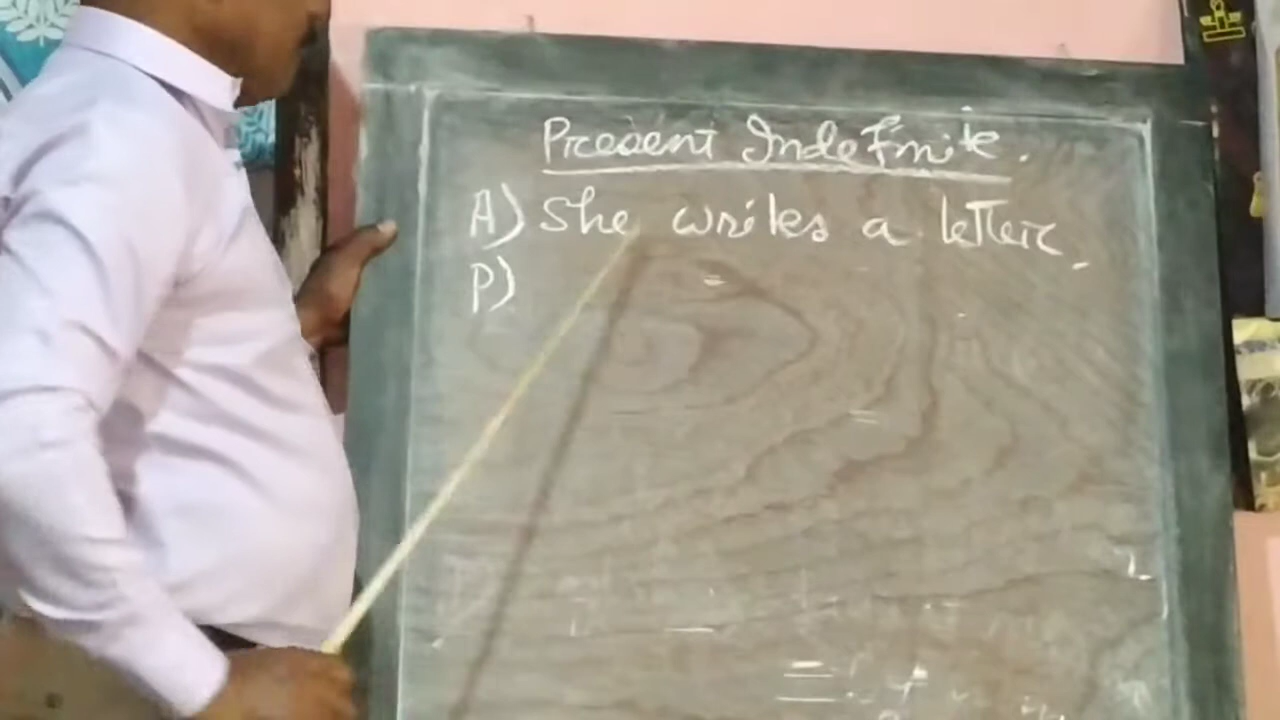 Present Indefinite.
A) She writes a letter.
P)